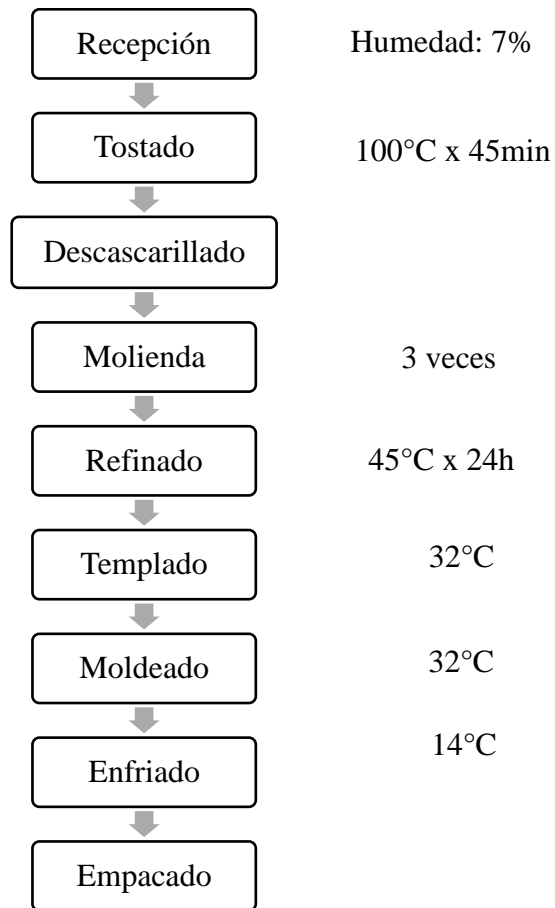 Recepción
Humedad: 7%
Tostado
100°C x 45min
Descascarillado
Molienda
3 veces
Refinado
45°C x 24h
Templado
32°C
Moldeado
32°C
Enfriado
14°C
Empacado